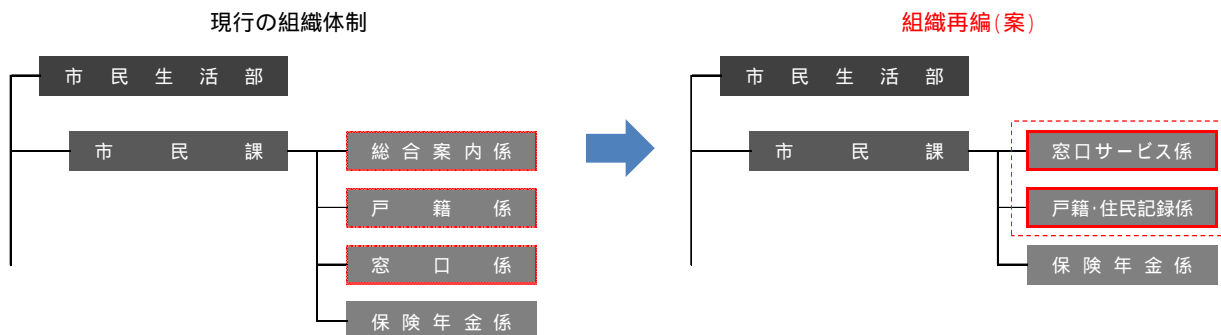 現行の組織体制
市民生活部
市民課
総合案内係
戸籍係
窓口係
保険年金係
組織再編(案)
市民生活部
市民課
窓口サービス係
戸籍・住民記録係
保険年金係